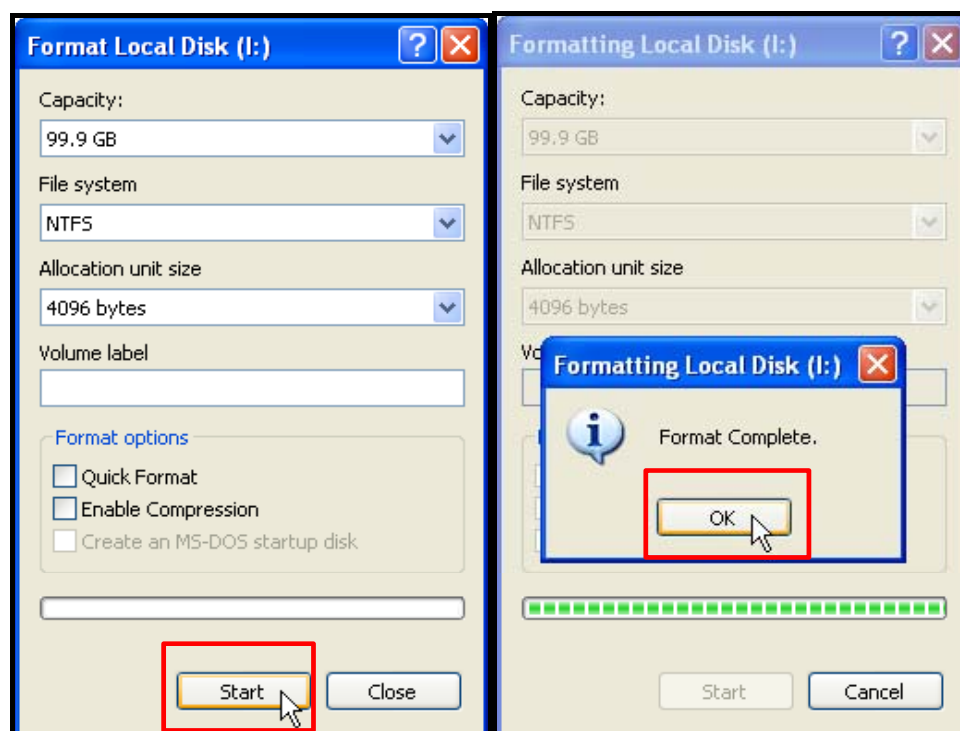 Format Local Disk (I:)
Capacity:
99.9 GB
File system
NTFS
Allocation unit size
4096 bytes
Volume label
Format options
Quick Format
Enable Compression
Create an MS-DOS startup disk
Start
Close
Formatting Local Disk (I:)
Capacity:
99.9 GB
File system
NTFS
Allocation unit size
4096 bytes
Vo
Formatting Local Disk (I:)
Format Complete.
OK
Start
Cancel